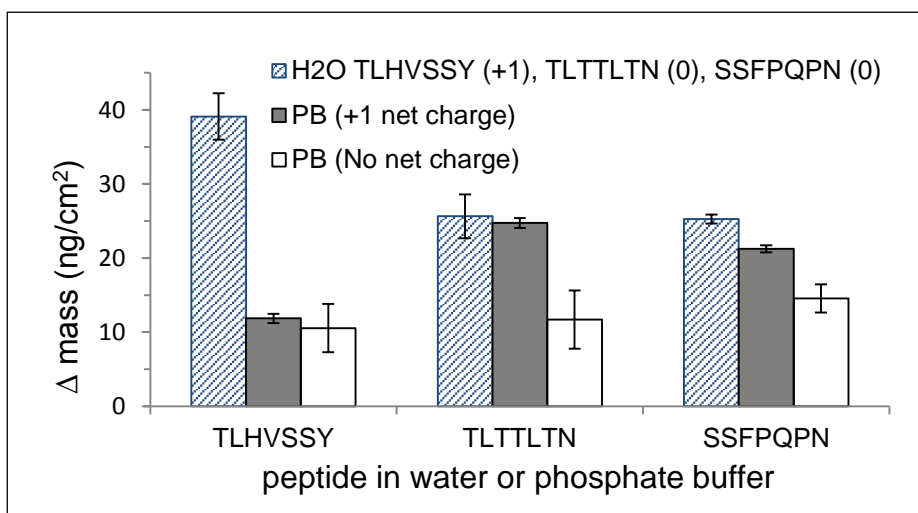 H2O TLHVSSY (+1), TLTTLTN (0), SSFPQPN (0)
PB (+1 net charge)
PB (No net charge)
Δ mass (ng/cm²)
40
30
20
10
0
TLHVSSY TLTTLTN SSFPQPN
peptide in water or phosphate buffer